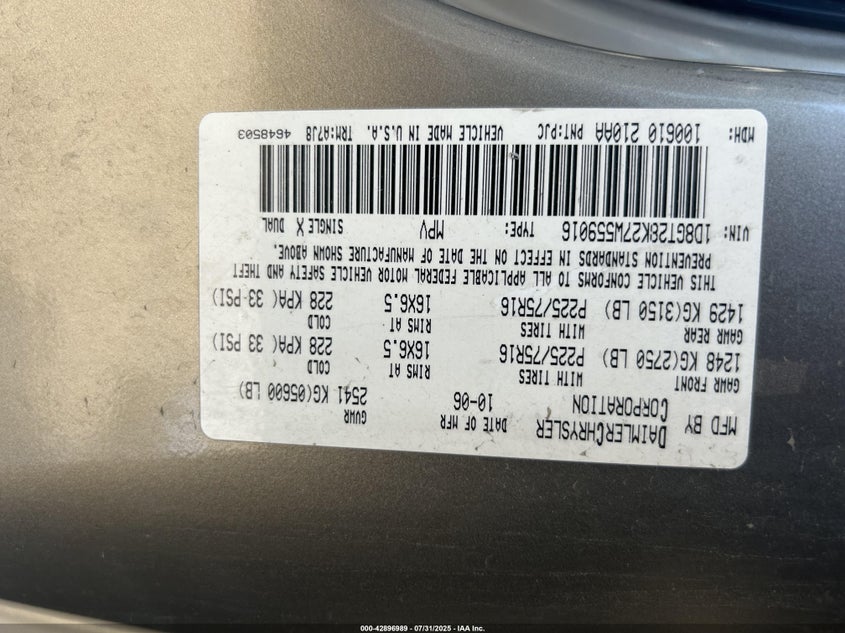 MFD BY DAIMLERCHRYSLER CORPORATION DATE OF MFR 10-06 GVWR 2541 KG(05600 LB)
GAWR FRONT WITH TIRES RIMS AT COLD
1248 KG(2750 LB) P225/75R16 16X6.5 228 KPA( 33 PSI)
GAWR REAR WITH TIRES RIMS AT COLD
1429 KG(3150 LB) P225/75R16 16X6.5 228 KPA( 33 PSI)
THIS VEHICLE CONFORMS TO ALL APPLICABLE FEDERAL MOTOR VEHICLE SAFETY AND THEFT
PREVENTION STANDARDS IN EFFECT ON THE DATE OF MANUFACTURE SHOWN ABOVE.
VIN: 1D8GT28K27W559016 TYPE: MPV SINGLE X DUAL
MDH: 100610 210AA PNT:PJC VEHICLE MADE IN U.S.A. TRM:A7J8 4648503
000-42896989 / 07/31/2025 - IAA Inc.